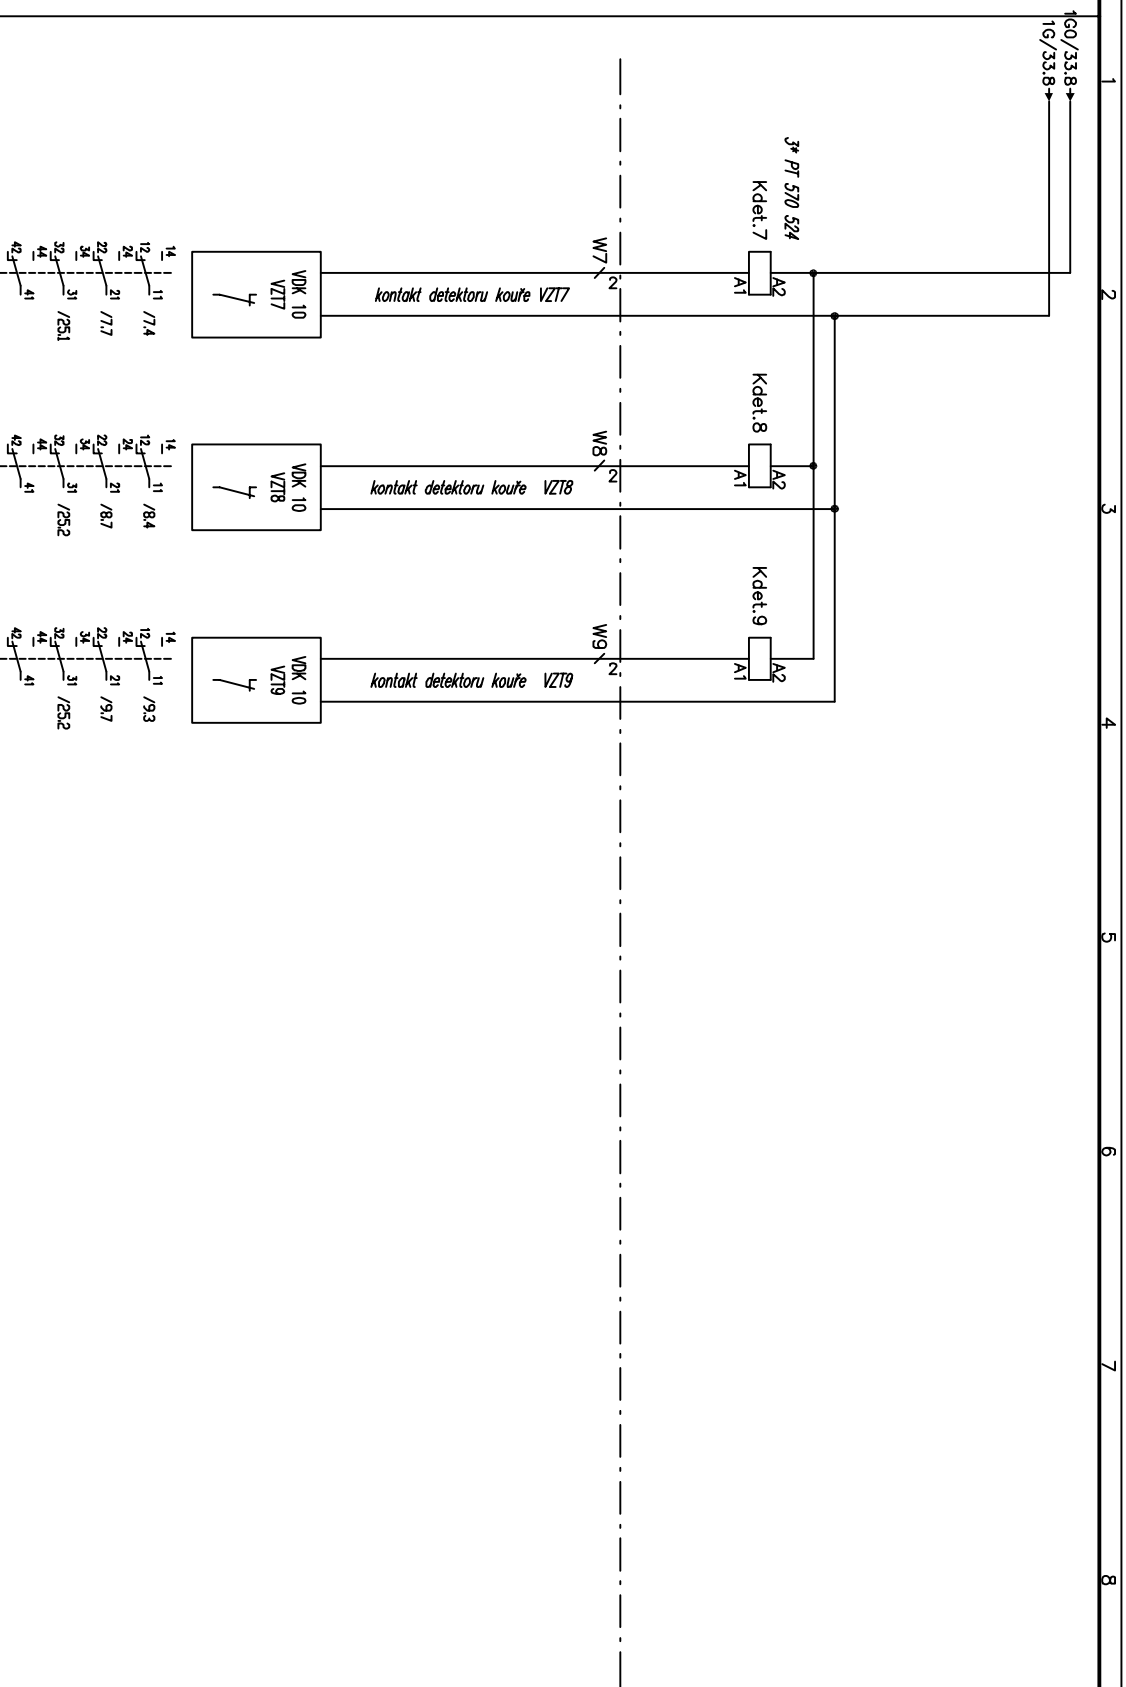 1 2 3 4 5 6 7 8
1G0/33.8
1G/33.8
3* PT 570 524
Kdet.7
A2
A1
Kdet.8
A2
A1
Kdet.9
A2
A1
W7
2
W8
2
W9
2
kontakt detektoru kouře VZT7
kontakt detektoru kouře VZT8
kontakt detektoru kouře VZT9
VDK 10
VZT7
VDK 10
VZT8
VDK 10
VZT9
14
12 11 /7.4
24
22 21 /7.7
34
32 31 /25.1
44
42 41
14
12 11 /8.4
24
22 21 /8.7
34
32 31 /25.2
44
42 41
14
12 11 /9.3
24
22 21 /9.7
34
32 31 /25.2
44
42 41